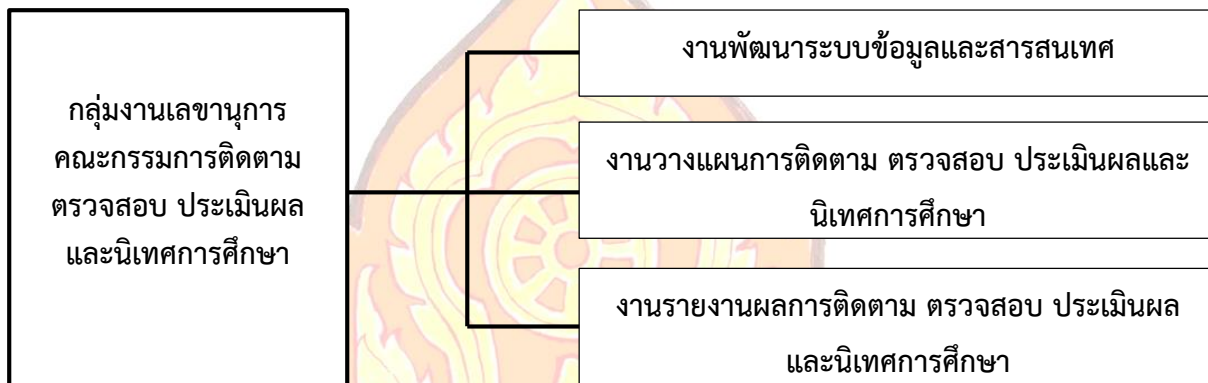 กลุ่มงานเลขานุการ
คณะกรรมการติดตาม
ตรวจสอบ ประเมินผล
และนิเทศการศึกษา
งานพัฒนาระบบข้อมูลและสารสนเทศ
งานวางแผนการติดตาม ตรวจสอบ ประเมินผลและ
นิเทศการศึกษา
งานรายงานผลการติดตาม ตรวจสอบ ประเมินผล
และนิเทศการศึกษา